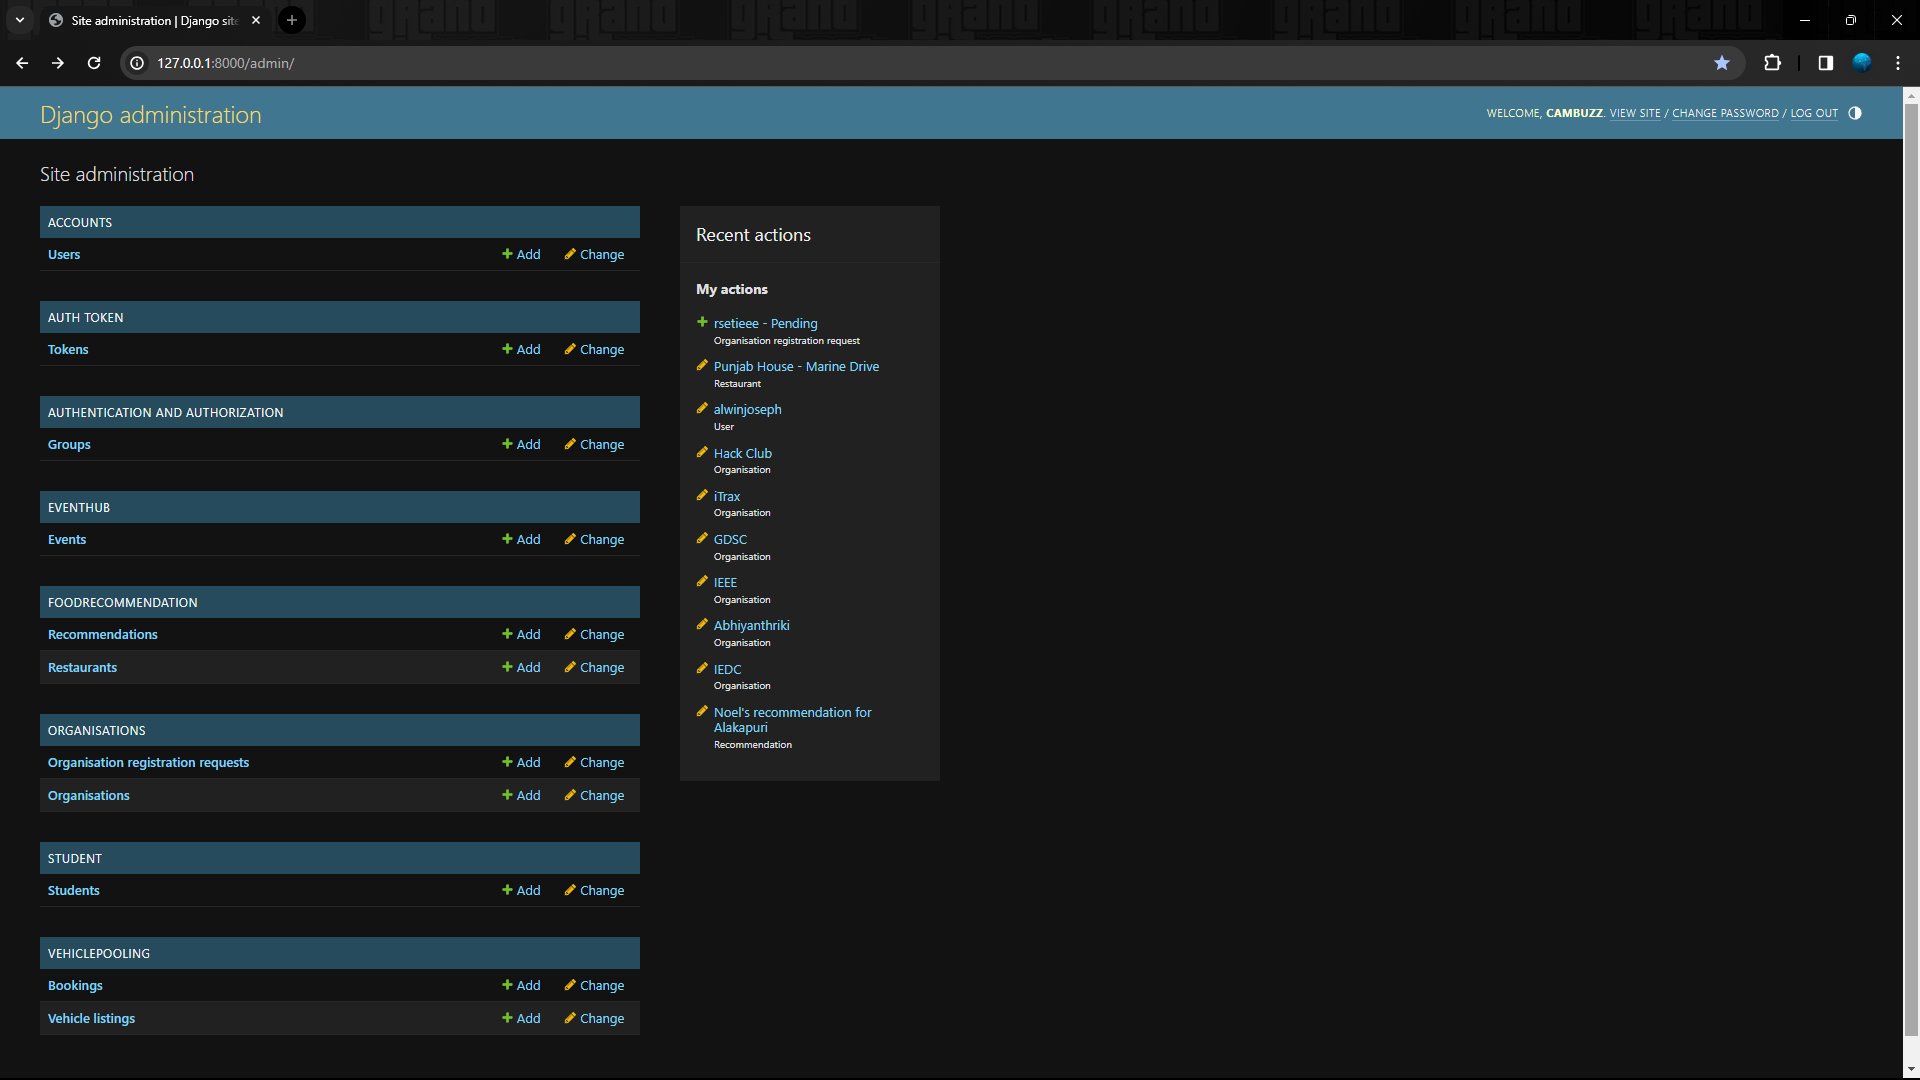 Site administration | Django site
127.0.0.1:8000/admin/
Django administration
WELCOME, CAMBUZZ. VIEW SITE / CHANGE PASSWORD / LOG OUT
Site administration
ACCOUNTS
Users Add Change
AUTH TOKEN
Tokens Add Change
AUTHENTICATION AND AUTHORIZATION
Groups Add Change
EVENTHUB
Events Add Change
FOODRECOMMENDATION
Recommendations Add Change
Restaurants Add Change
ORGANISATIONS
Organisation registration requests Add Change
Organisations Add Change
STUDENT
Students Add Change
VEHICLEPOOLING
Bookings Add Change
Vehicle listings Add Change
Recent actions
My actions
rsetieee - Pending
Organisation registration request
Punjab House - Marine Drive
Restaurant
alwinjoseph
User
Hack Club
Organisation
iTrax
Organisation
GDSC
Organisation
IEEE
Organisation
Abhiyanthriki
Organisation
IEDC
Organisation
Noel's recommendation for
Alakapuri
Recommendation